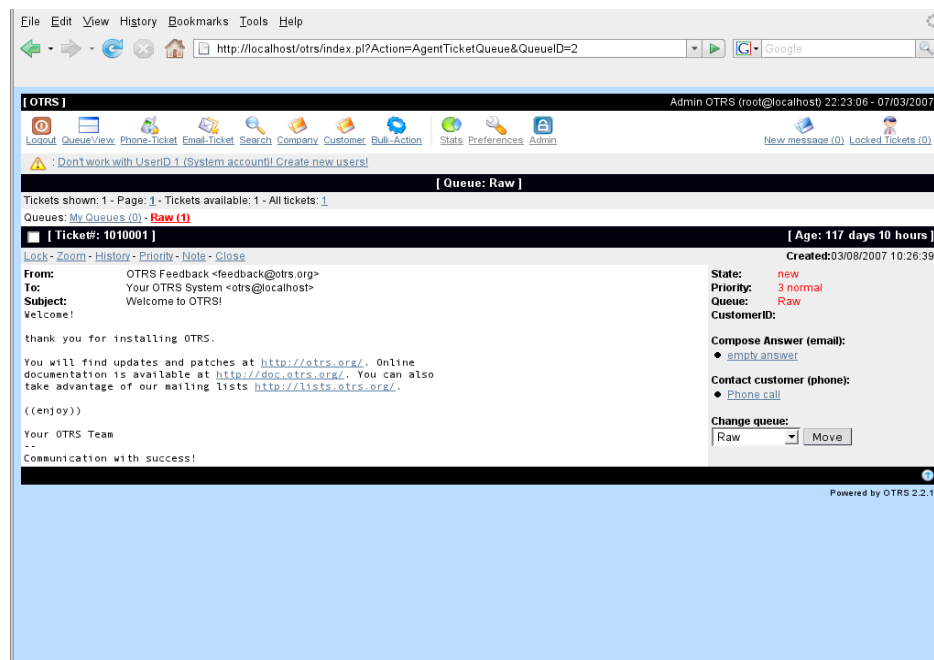 File Edit View History Bookmarks Tools Help
http://localhost/otrs/index.pl?Action=AgentTicketQueue&QueueID=2 G Google
[ OTRS ] Admin OTRS (root@localhost) 22:23:06 - 07/03/2007
Logout QueueView Phone-Ticket Email-Ticket Search Company Customer Bulk-Action Stats Preferences Admin New message (0) Locked Tickets (0)
: Don't work with UserID 1 (System account)! Create new users!
[ Queue: Raw ]
Tickets shown: 1 - Page: 1 - Tickets available: 1 - All tickets: 1
Queues: My Queues (0) - Raw (1)
[ Ticket#: 1010001 ] [ Age: 117 days 10 hours ]
Lock - Zoom - History - Priority - Note - Close Created:03/08/2007 10:26:39
From: OTRS Feedback <feedback@otrs.org>
To: Your OTRS System <otrs@localhost>
Subject: Welcome to OTRS!
Welcome!
thank you for installing OTRS.
You will find updates and patches at http://otrs.org/. Online
documentation is available at http://doc.otrs.org/. You can also
take advantage of our mailing lists http://lists.otrs.org/.
((enjoy))
Your OTRS Team
--
Communication with success!
State: new
Priority: 3 normal
Queue: Raw
CustomerID:
Compose Answer (email):
empty answer
Contact customer (phone):
Phone call
Change queue:
Raw Move
Powered by OTRS 2.2.1